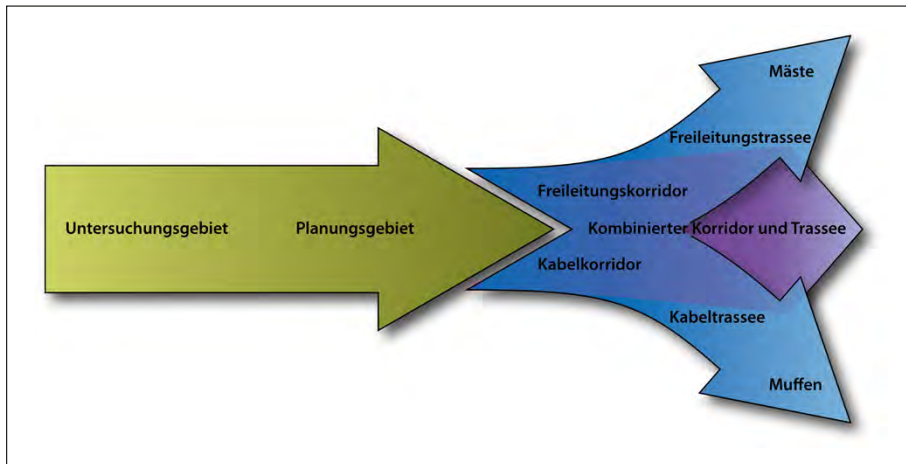 Mäste
Freileitungstrassee
Freileitungskorridor
Untersuchungsgebiet
Planungsgebiet
Kombinierter Korridor und Trassee
Kabelkorridor
Kabeltrassee
Muffen